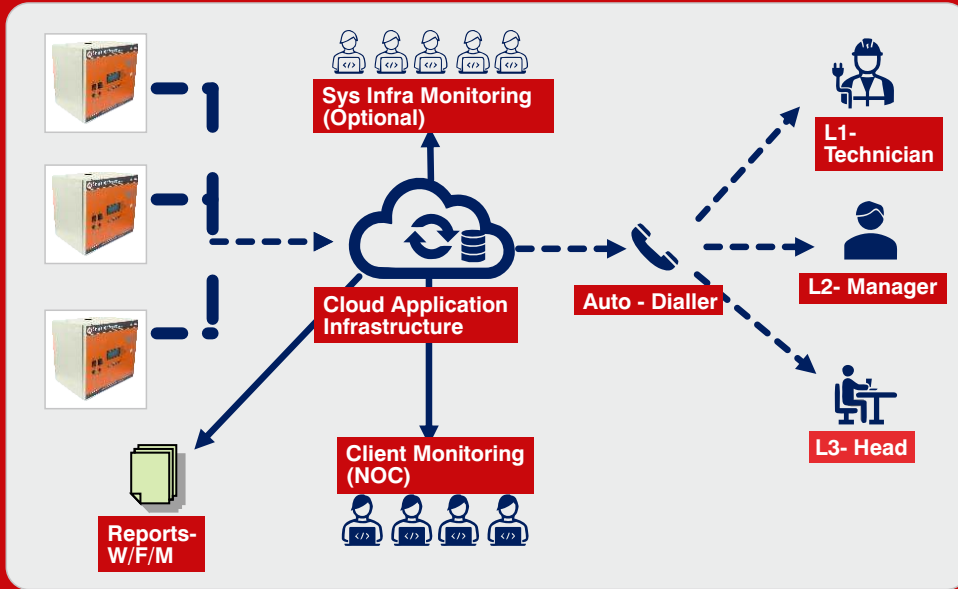 Sys Infra Monitoring
(Optional)
L1-
Technician
L2- Manager
Cloud Application
Infrastructure
Auto - Dialler
L3- Head
Client Monitoring
(NOC)
Reports-
W/F/M